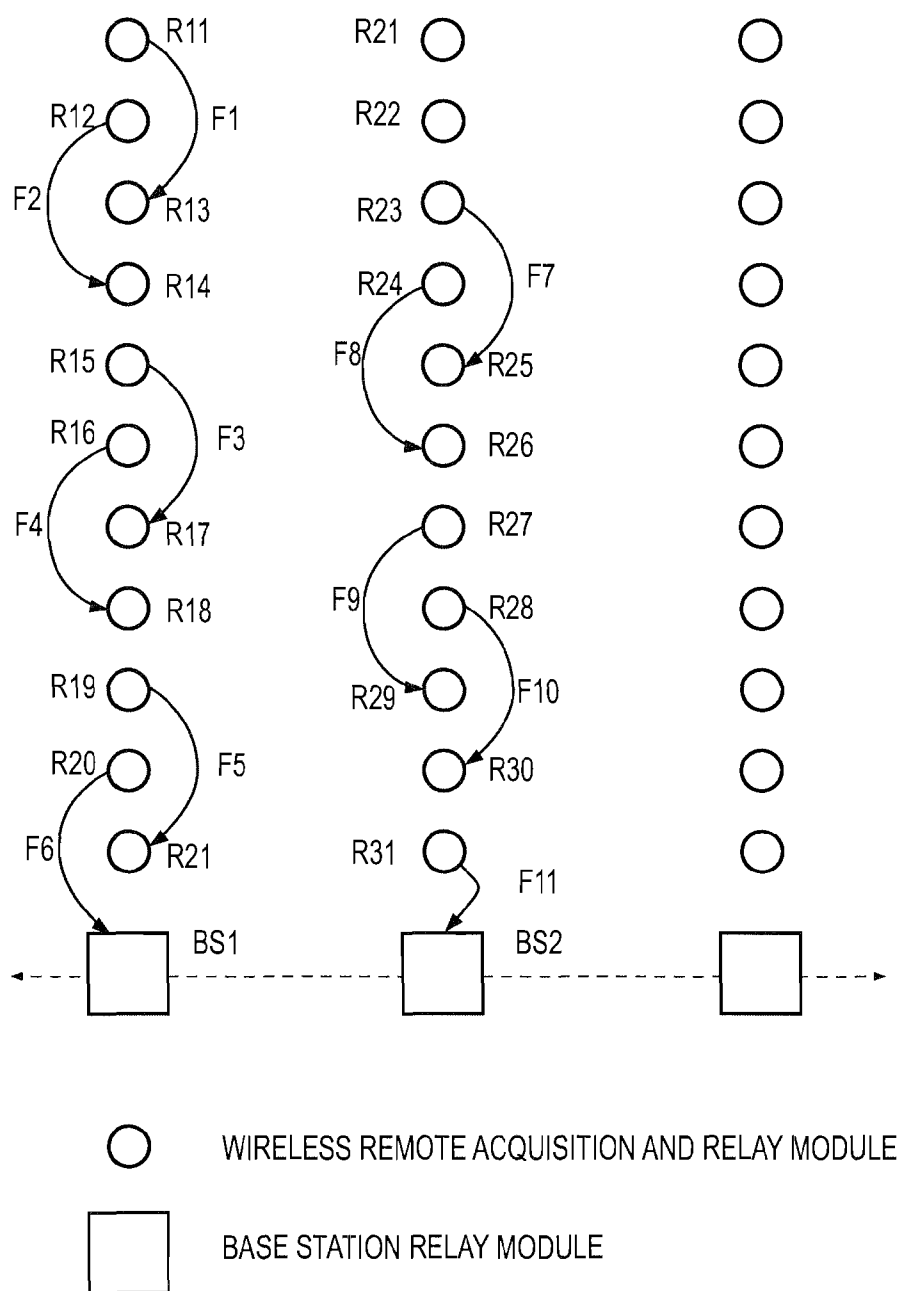 R11 R21
R12 F1 R22
F2 R13 R23
R14 R24 F7
R15 F8 R25
R16 F3 R26
F4 R17 R27
R18 F9 R28
R19 R29 F10
R20 F5 R30
F6 R21 R31 F11
BS1 BS2
WIRELESS REMOTE ACQUISITION AND RELAY MODULE
BASE STATION RELAY MODULE